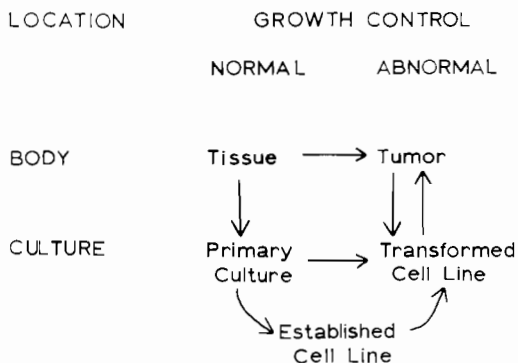 LOCATION GROWTH CONTROL
NORMAL ABNORMAL
BODY Tissue Tumor
CULTURE Primary Culture Transformed Cell Line
Established Cell Line